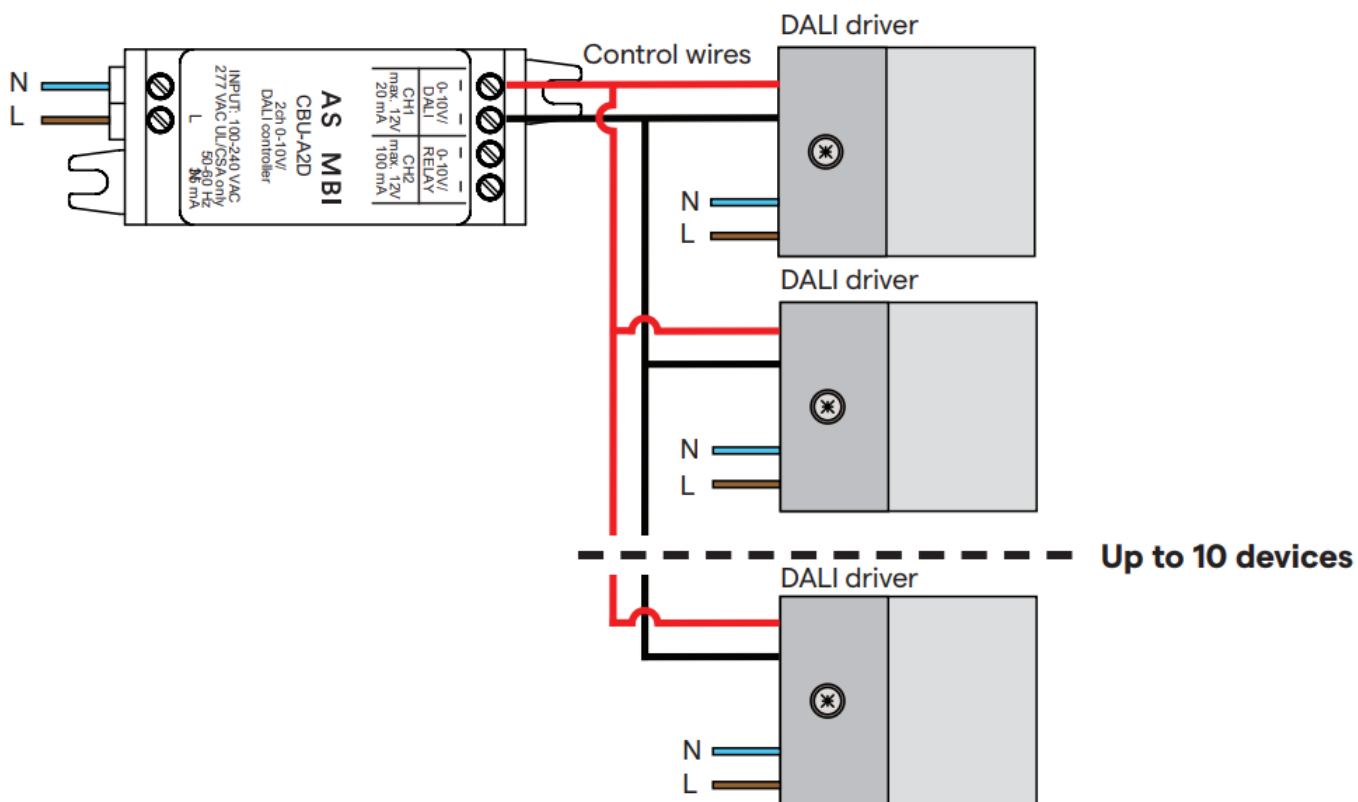 N
L
INPUT: 100-240 VAC
277 VAC UL/CSA only
50-60 Hz
mA
L
AS MBI
CBU-A2D
2ch 0-10V/
DALI controller
0-10V/
DALI
CH1
max. 12V
20 mA
0-10V/
RELAY
CH2
max. 12V
100 mA
Control wires
DALI driver
N
L
DALI driver
N
L
Up to 10 devices
DALI driver
N
L